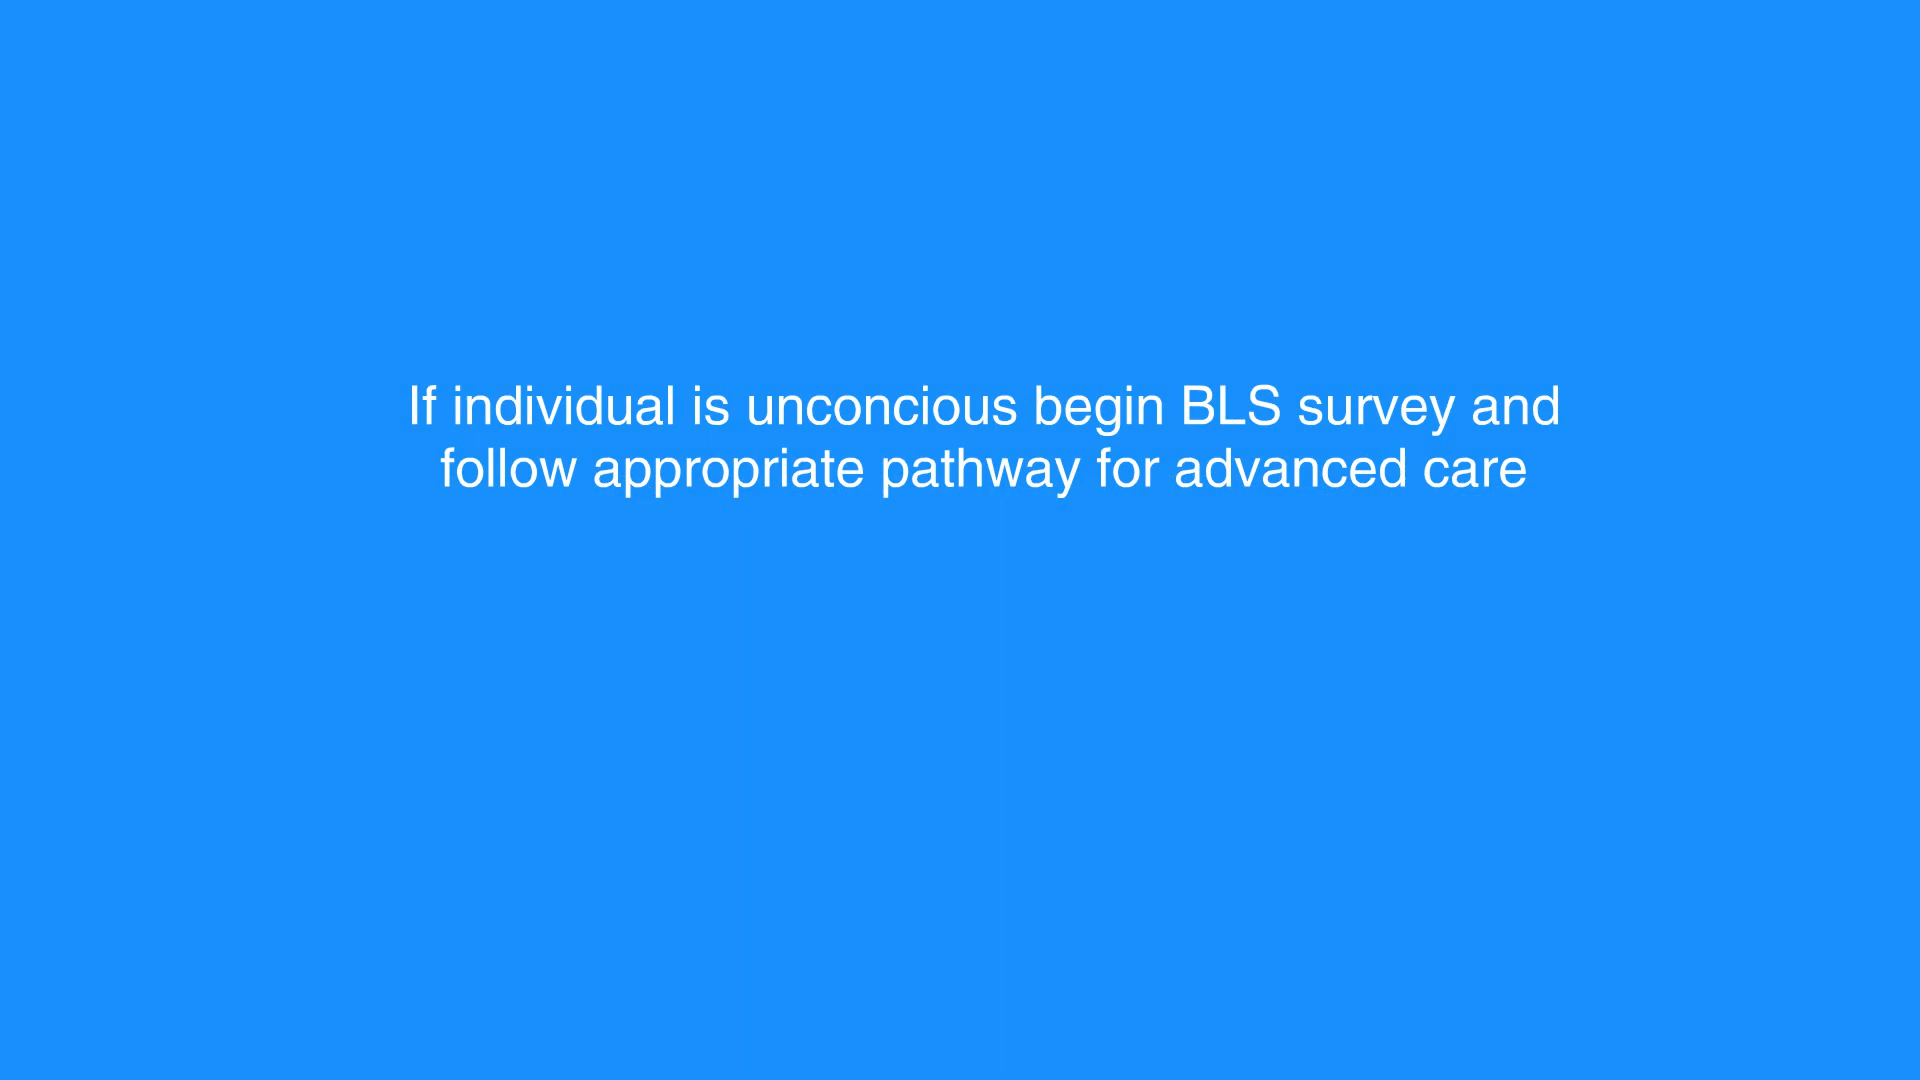 If individual is unconcious begin BLS survey and
follow appropriate pathway for advanced care